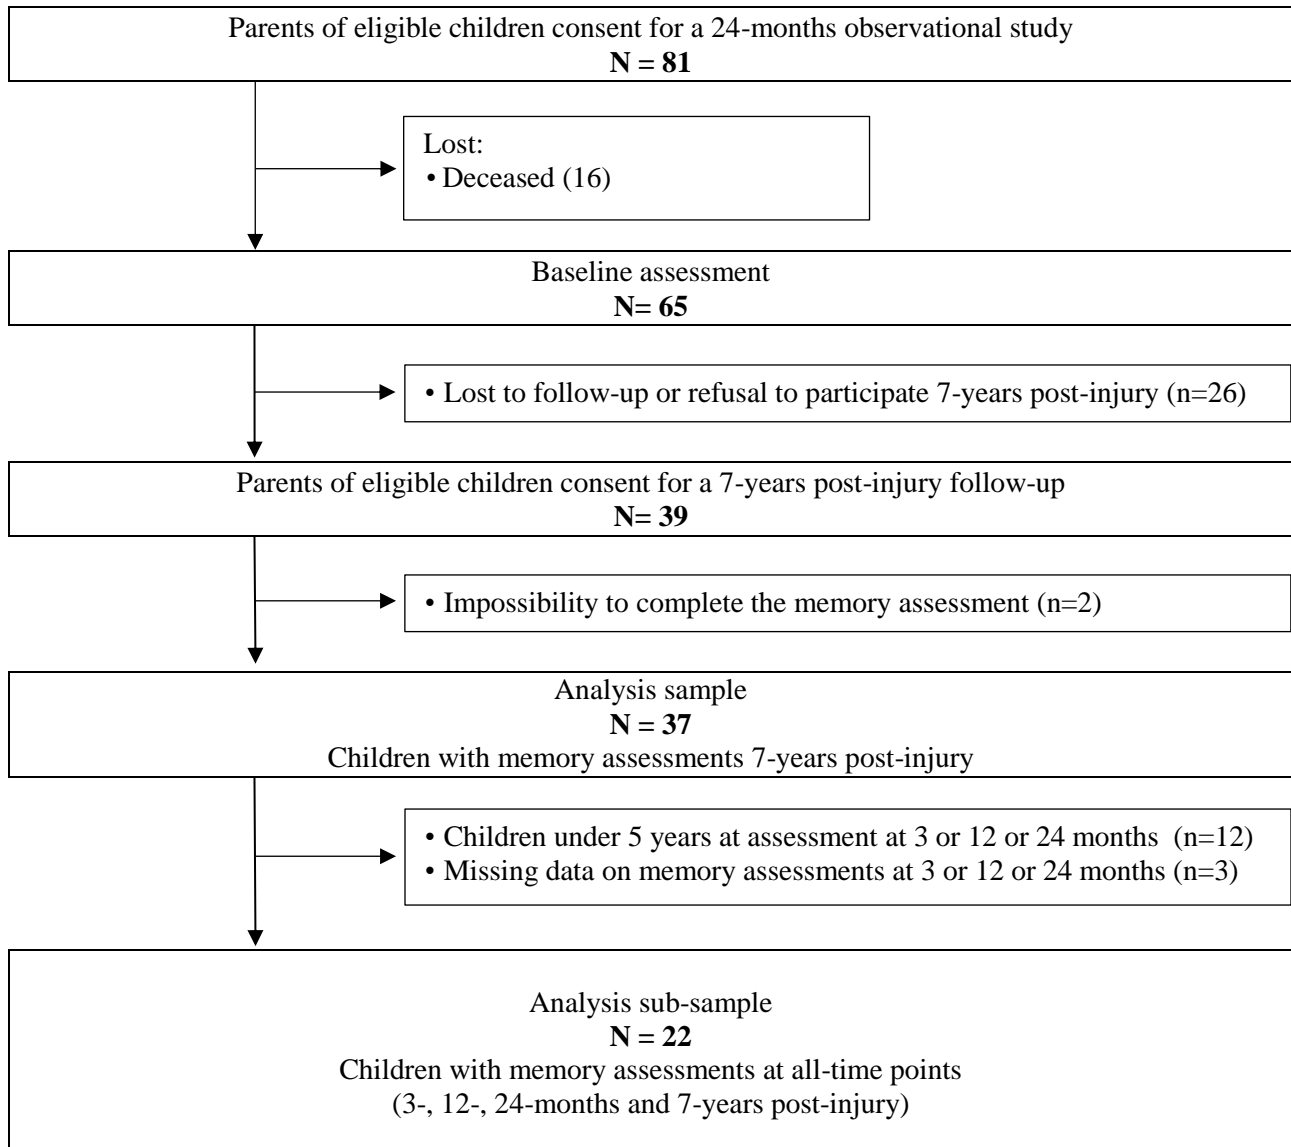 Parents of eligible children consent for a 24-months observational study
N = 81
Lost:
• Deceased (16)
Baseline assessment
N= 65
• Lost to follow-up or refusal to participate 7-years post-injury (n=26)
Parents of eligible children consent for a 7-years post-injury follow-up
N= 39
• Impossibility to complete the memory assessment (n=2)
Analysis sample
N = 37
Children with memory assessments 7-years post-injury
• Children under 5 years at assessment at 3 or 12 or 24 months  (n=12)
• Missing data on memory assessments at 3 or 12 or 24 months (n=3)
Analysis sub-sample
N = 22
Children with memory assessments at all-time points
(3-, 12-, 24-months and 7-years post-injury)